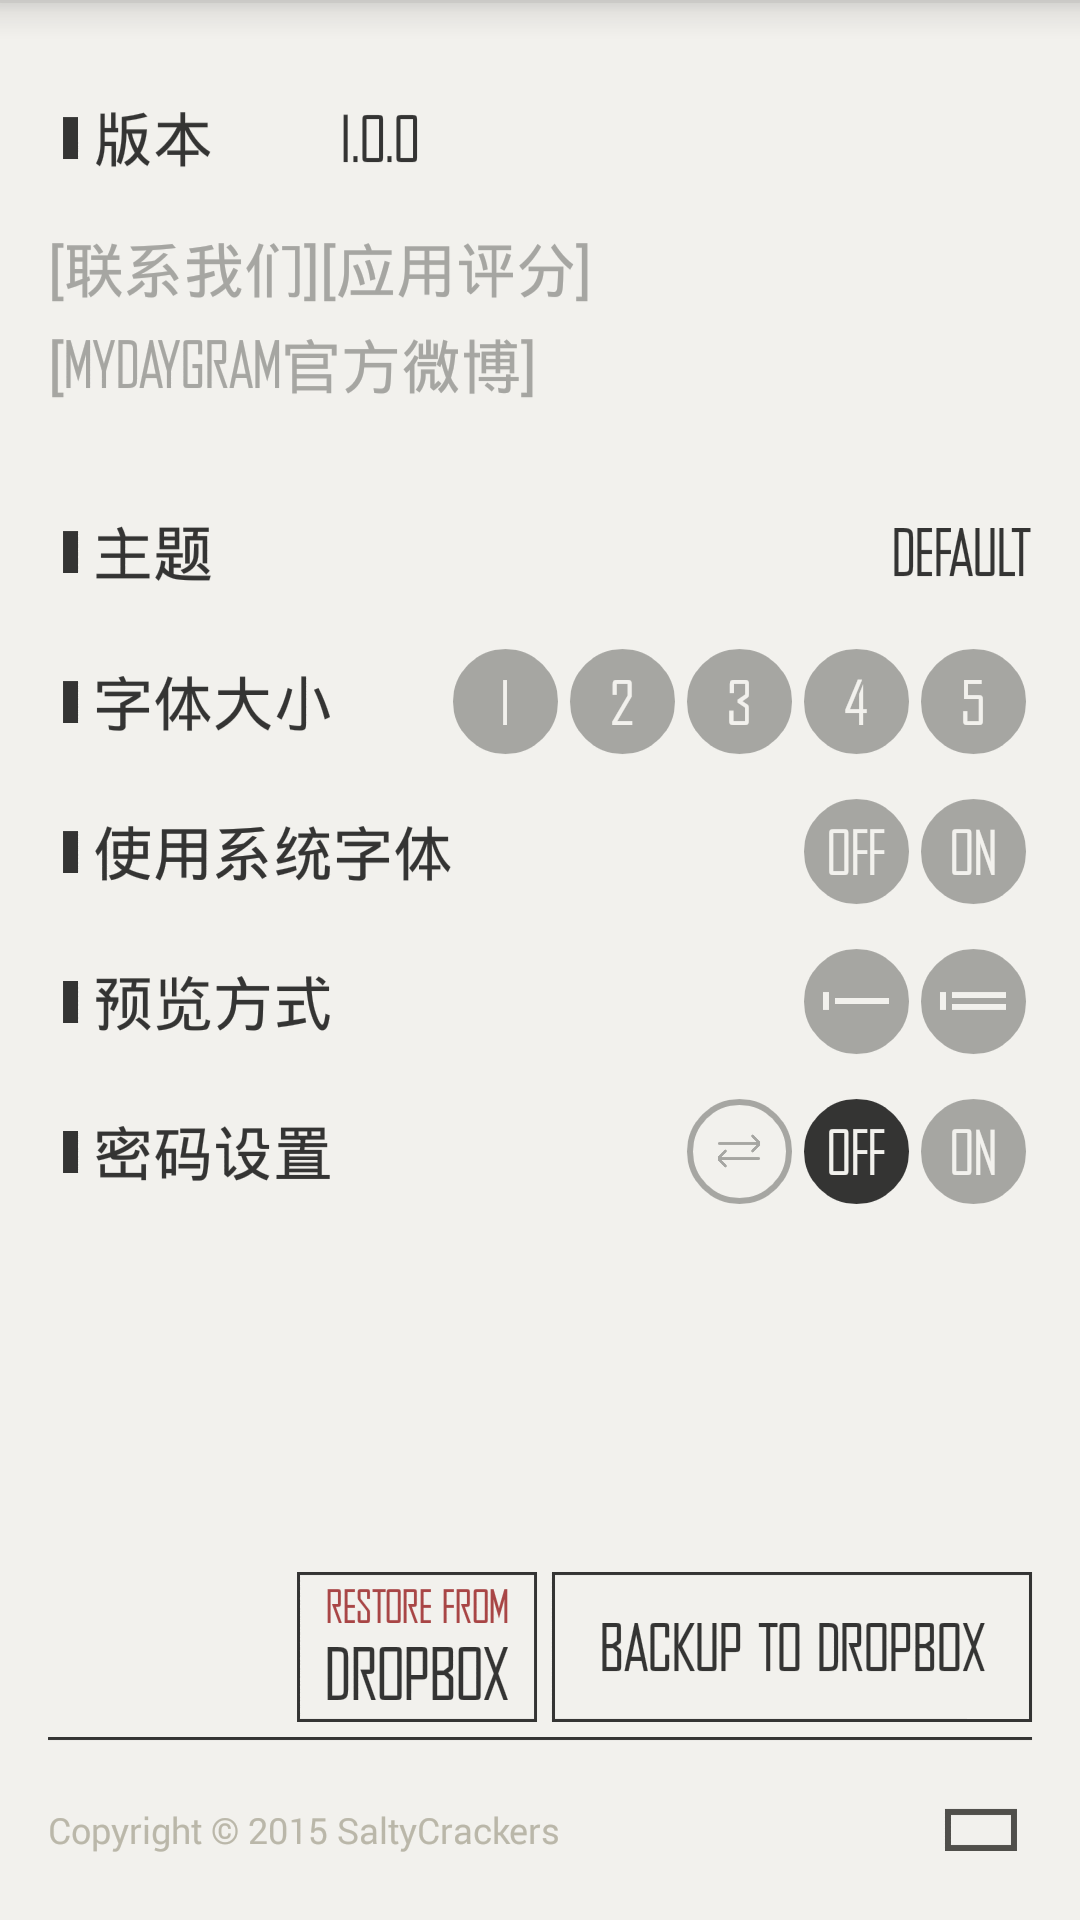 版本 1.0.0
[联系我们][应用评分]
[MYDAYGRAM官方微博]
主题 DEFAULT
字体大小 1 2 3 4 5
使用系统字体 OFF ON
预览方式
密码设置 OFF ON
RESTORE FROM
DROPBOX
BACKUP TO DROPBOX
Copyright © 2015 SaltyCrackers